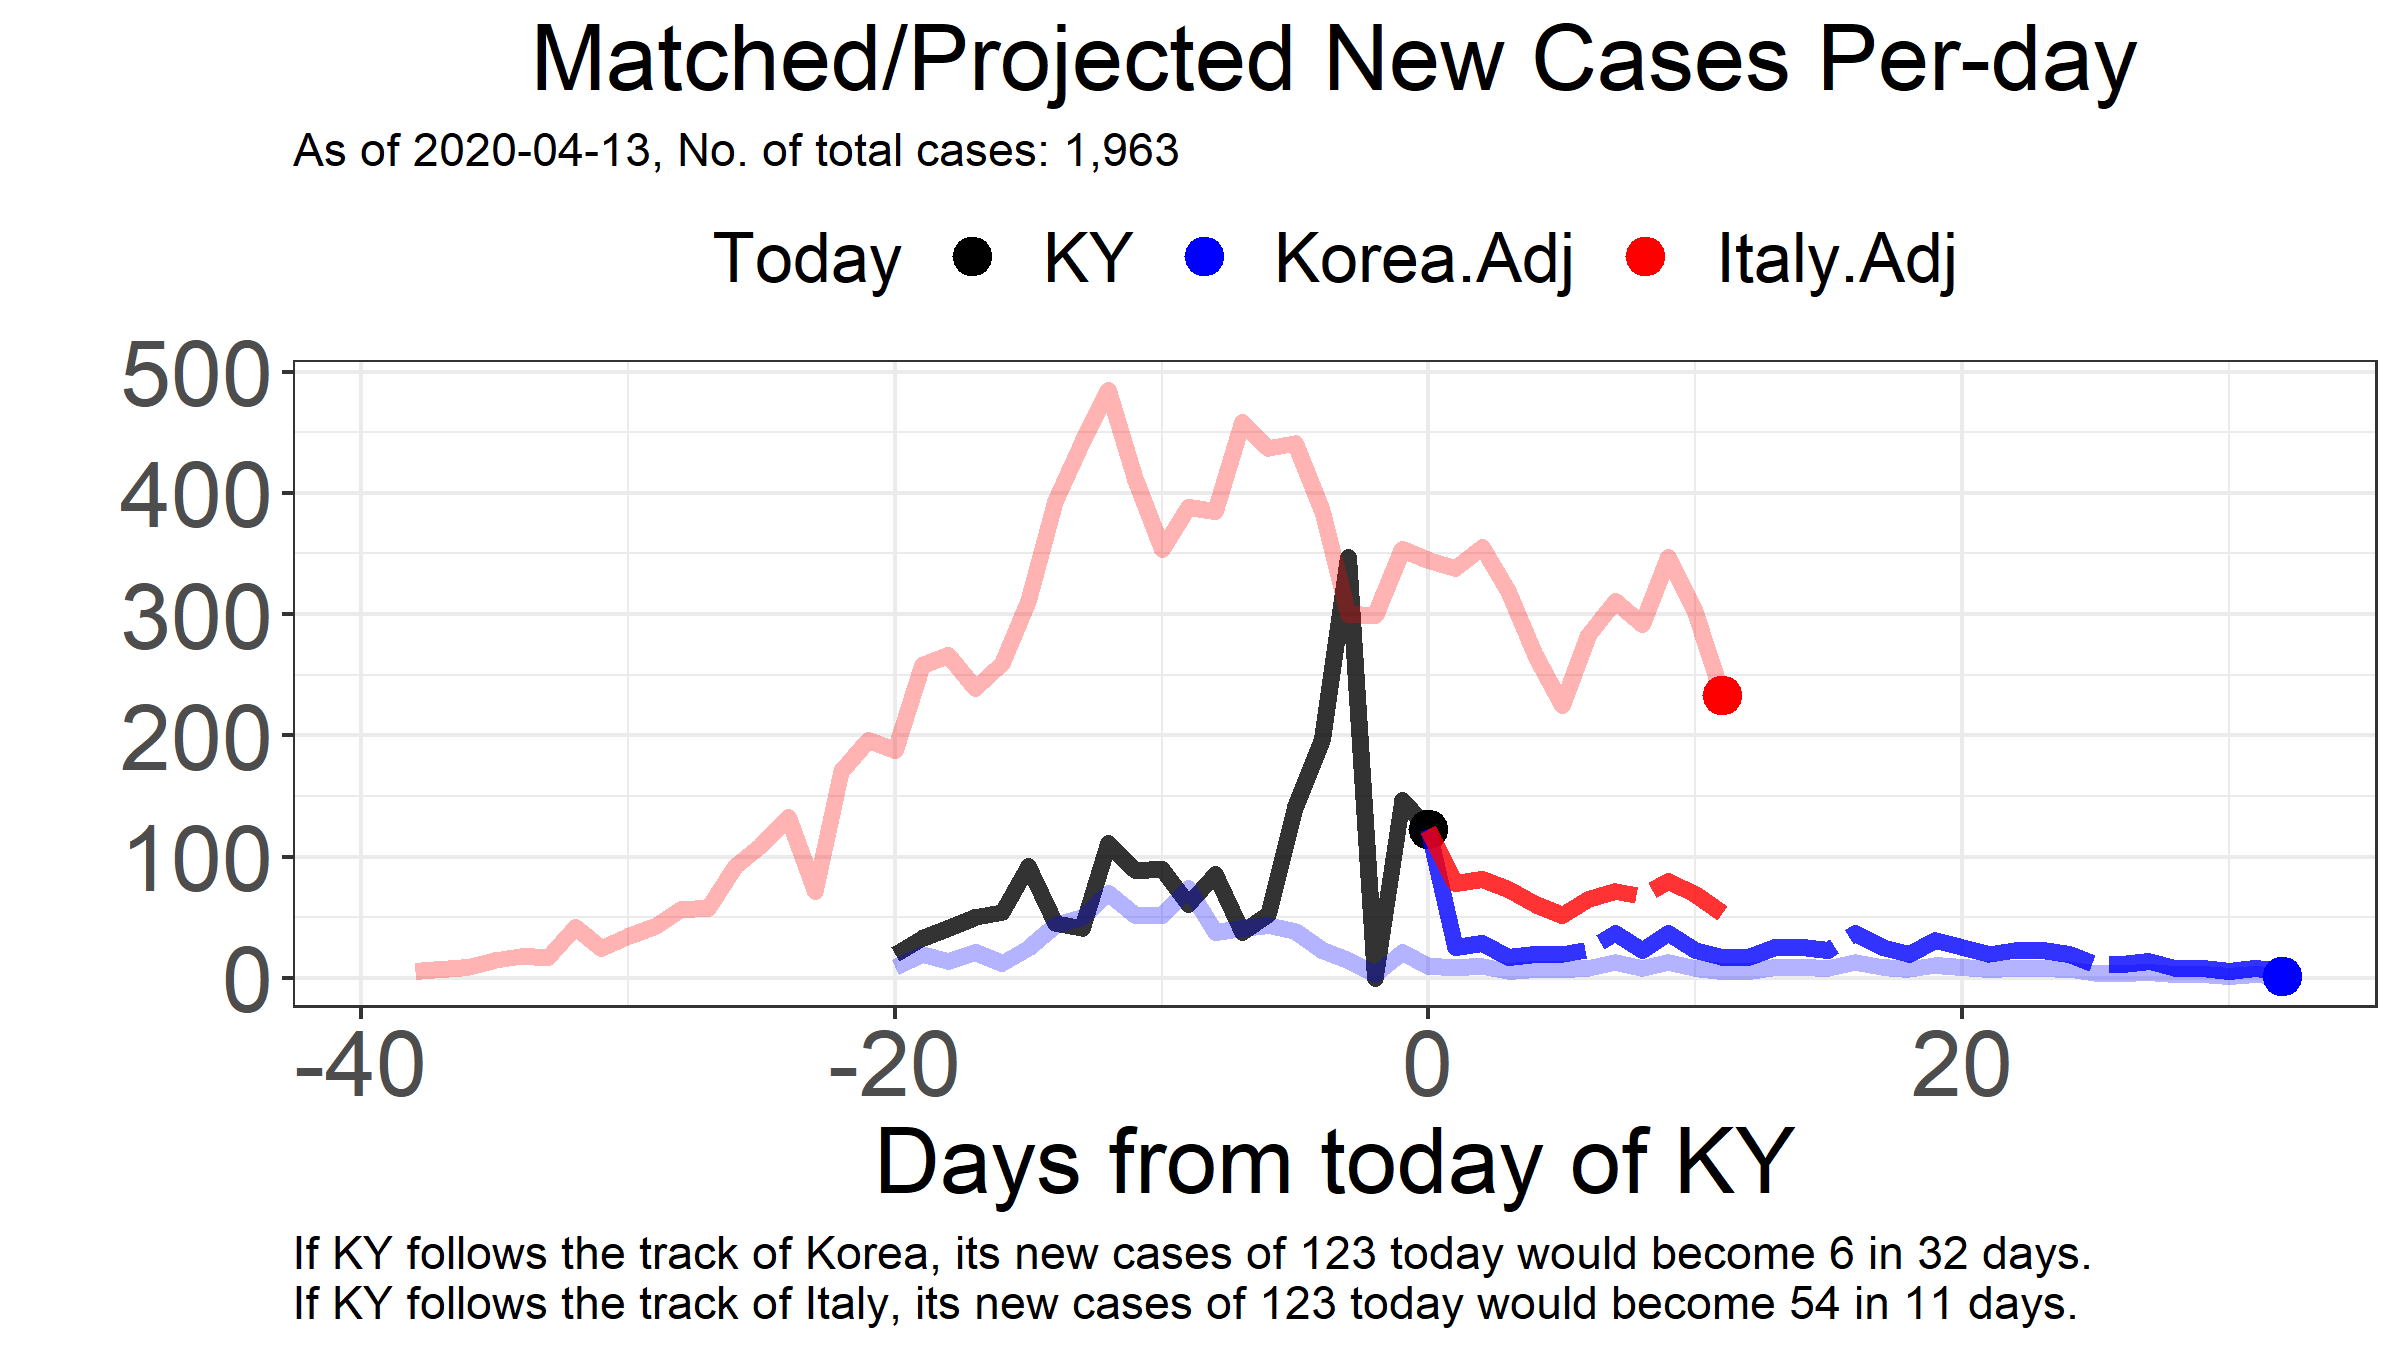 Matched/Projected New Cases Per-day
As of 2020-04-13, No. of total cases: 1,963
Today KY Korea.Adj Italy.Adj
500
400
300
200
100
0
-40 -20 0 20
Days from today of KY
If KY follows the track of Korea, its new cases of 123 today would become 6 in 32 days.
If KY follows the track of Italy, its new cases of 123 today would become 54 in 11 days.